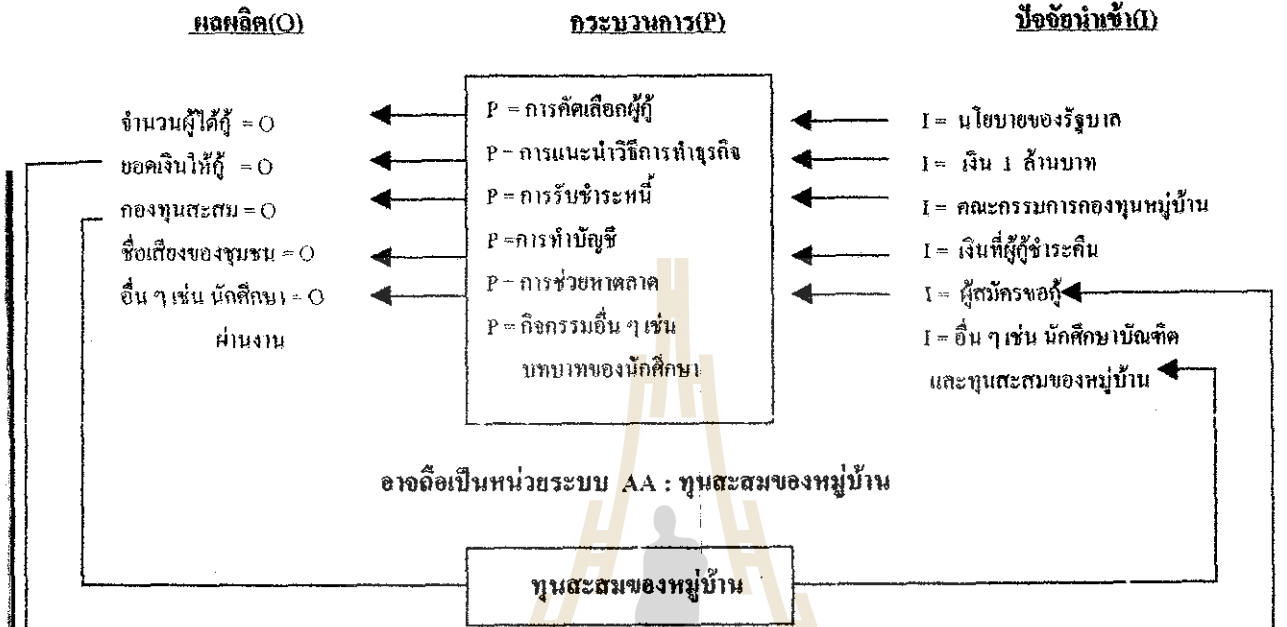 ผลผลิต(O)
กระบวนการ(P)
ปัจจัยนำเข้า(I)
จำนวนผู้ได้กู้ = O
ยอดเงินให้กู้ = O
กองทุนสะสม = O
ชื่อเสียงของชุมชน = O
อื่น ๆ เช่น นักศึกษา = O
ผ่านงาน
P = การคัดเลือกผู้กู้
P = การแนะนำวิธีการทำธุรกิจ
P = การรับชำระหนี้
P =การทำบัญชี
P = การช่วยหาตลาด
P = กิจกรรมอื่น ๆ เช่น
บทบาทของนักศึกษา
I = นโยบายของรัฐบาล
I = เงิน 1 ล้านบาท
I = คณะกรรมการกองทุนหมู่บ้าน
I = เงินที่ผู้กู้ชำระคืน
I = ผู้สมัครขอกู้
I = อื่น ๆ เช่น นักศึกษาบัณฑิต
และทุนสะสมของหมู่บ้าน
อาจถือเป็นหน่วยระบบ AA : ทุนสะสมของหมู่บ้าน
ทุนสะสมของหมู่บ้าน